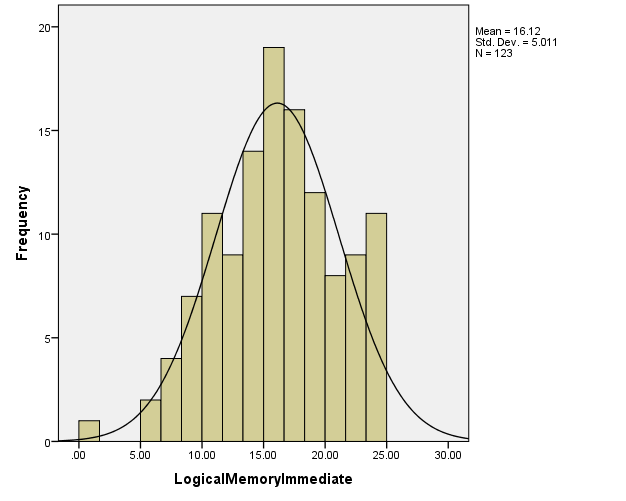 Mean = 16.12
Std. Dev. = 5.011
N = 123
20
15
10
5
0
Frequency
.00 5.00 10.00 15.00 20.00 25.00 30.00
LogicalMemoryImmediate